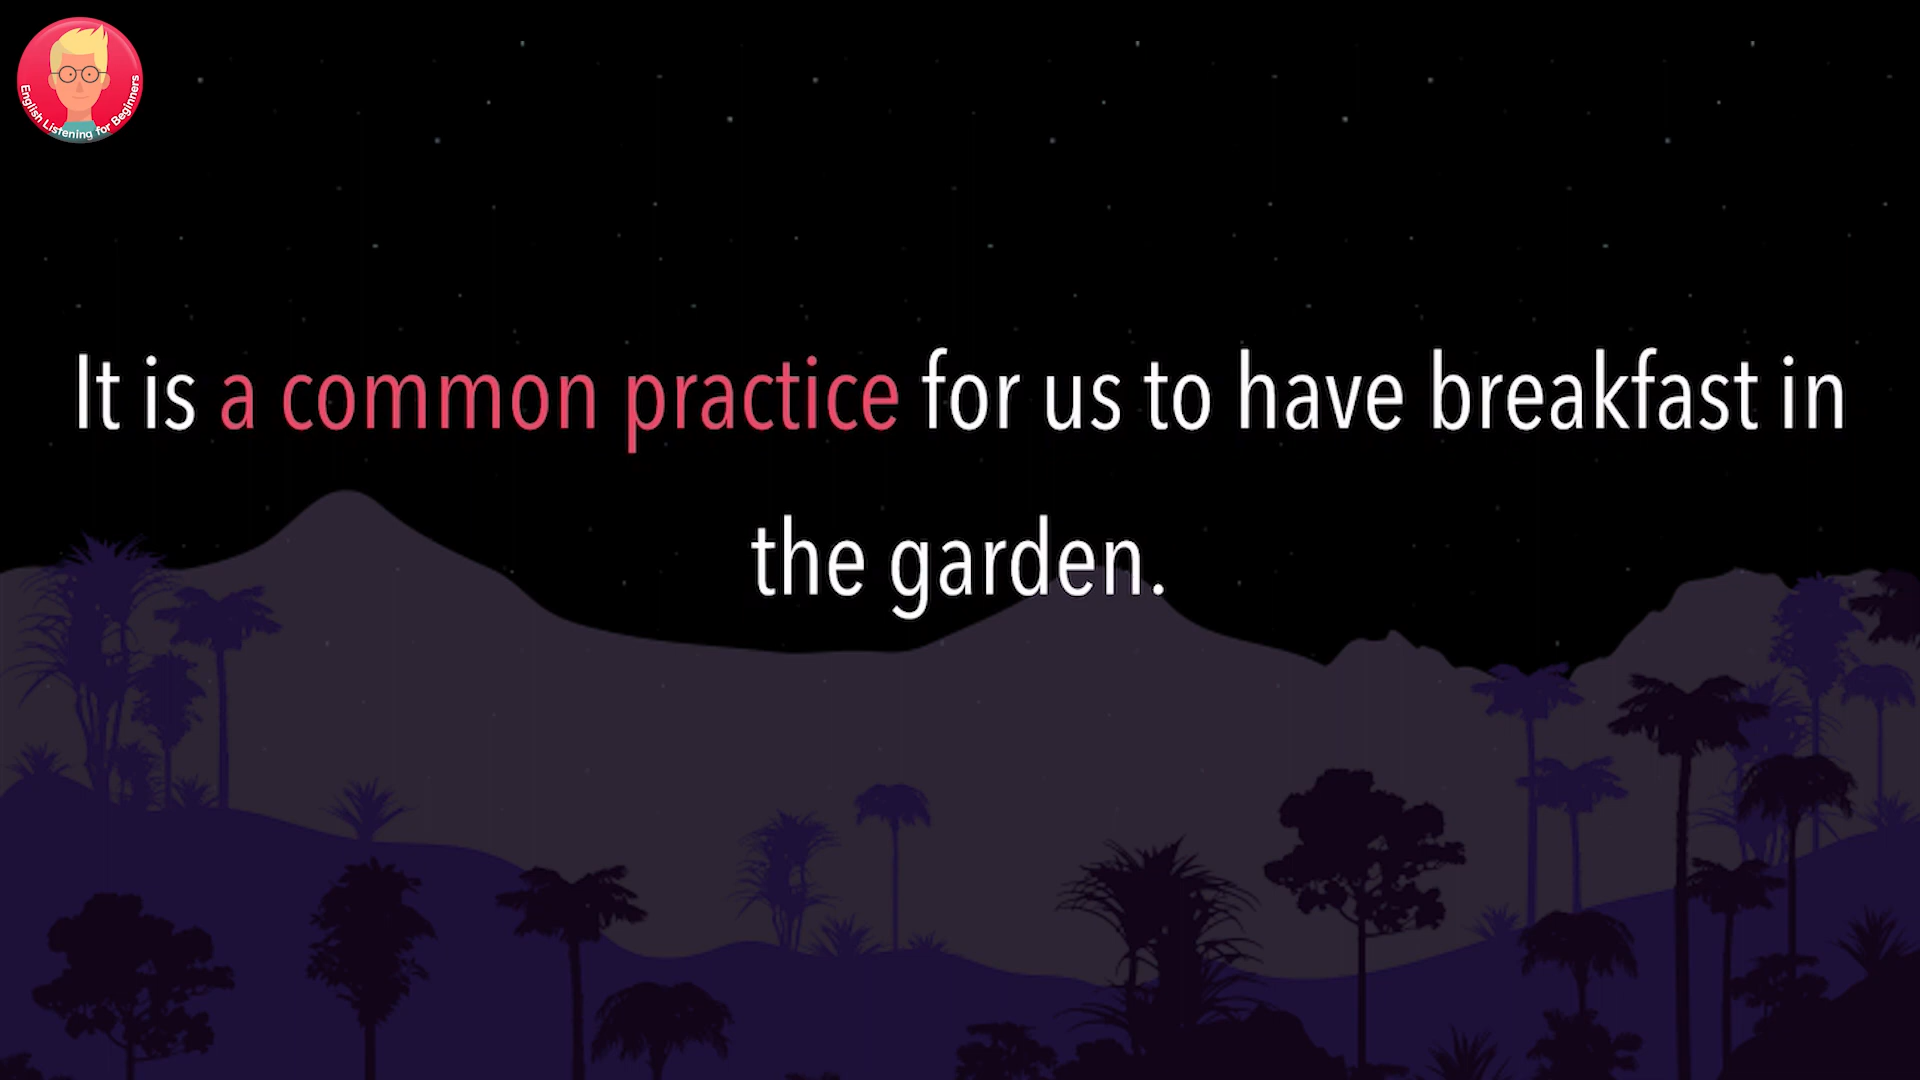 English Listening for Beginners
It is a common practice for us to have breakfast in
the garden.